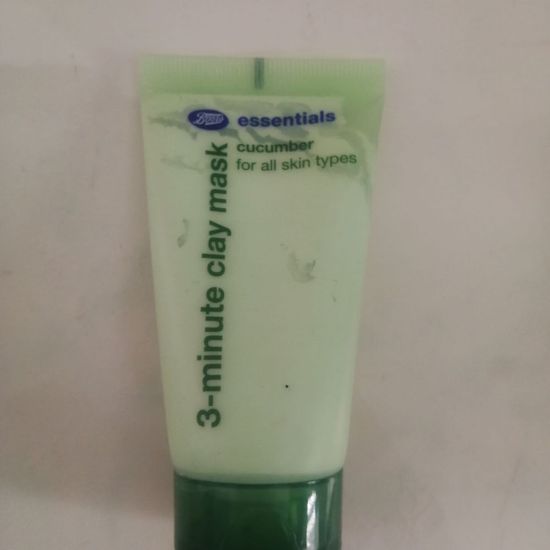 Boots essentials
cucumber
for all skin types
3-minute clay mask